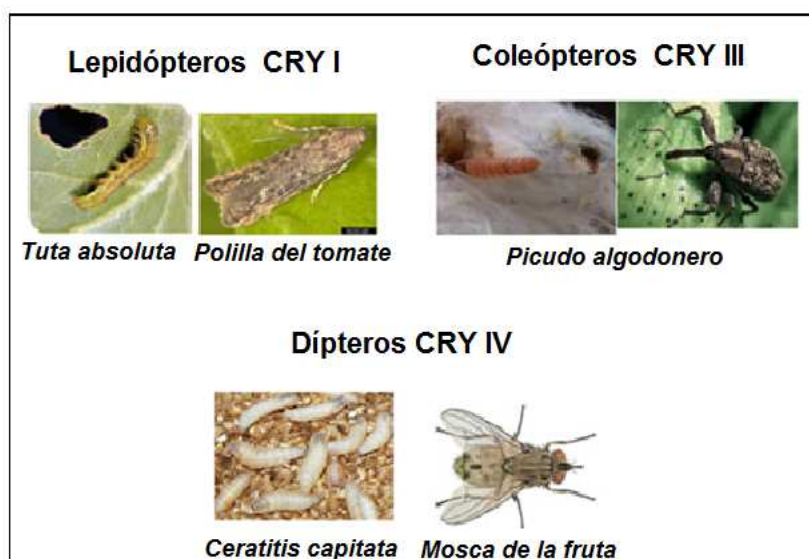 Lepidópteros CRY I
Coleópteros CRY III
Tuta absoluta
Polilla del tomate
Picudo algodonero
Dípteros CRY IV
Ceratitis capitata
Mosca de la fruta